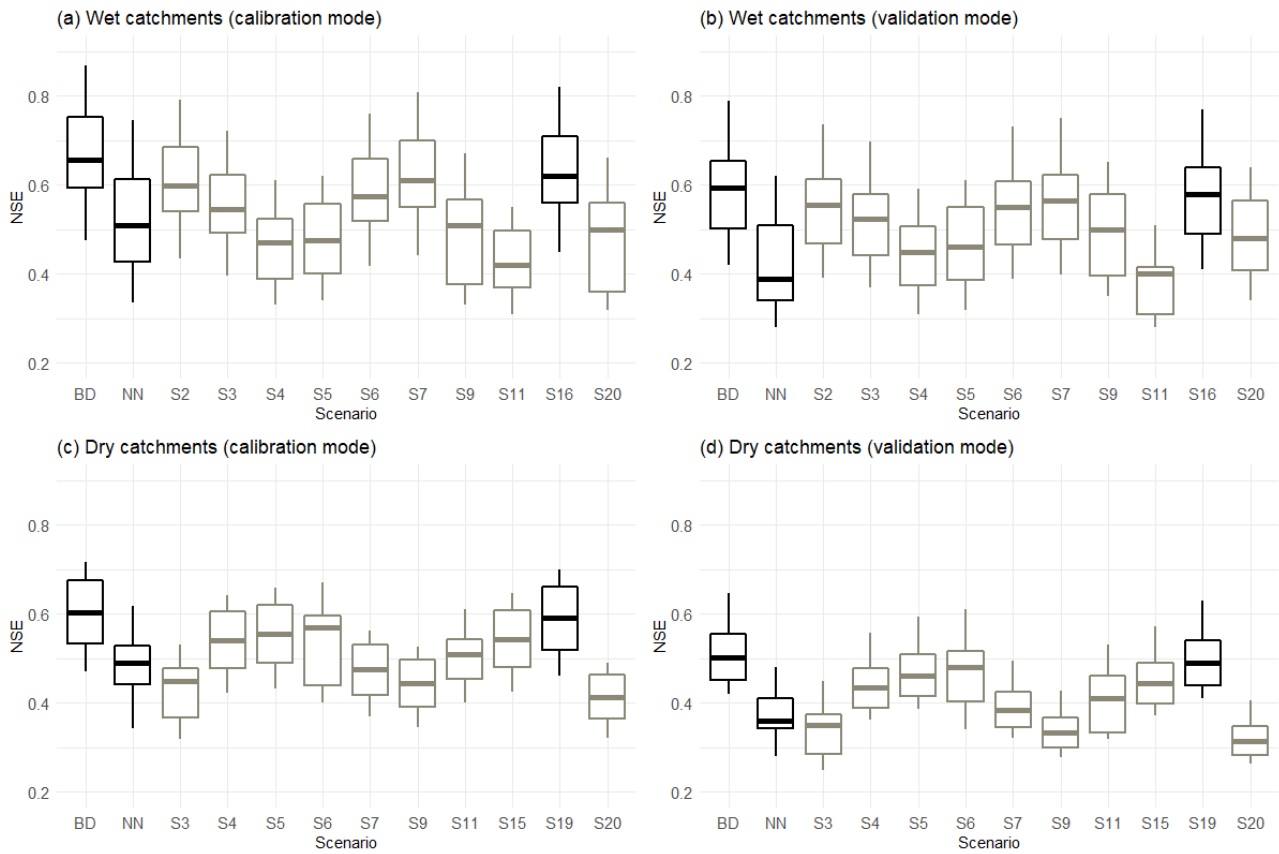 (a) Wet catchments (calibration mode)
NSE
0.8
0.6
0.4
0.2
BD NN S2 S3 S4 S5 S6 S7 S9 S11 S16 S20
Scenario
(b) Wet catchments (validation mode)
NSE
0.8
0.6
0.4
0.2
BD NN S2 S3 S4 S5 S6 S7 S9 S11 S16 S20
Scenario
(c) Dry catchments (calibration mode)
NSE
0.8
0.6
0.4
0.2
BD NN S3 S4 S5 S6 S7 S9 S11 S15 S19 S20
Scenario
(d) Dry catchments (validation mode)
NSE
0.8
0.6
0.4
0.2
BD NN S3 S4 S5 S6 S7 S9 S11 S15 S19 S20
Scenario